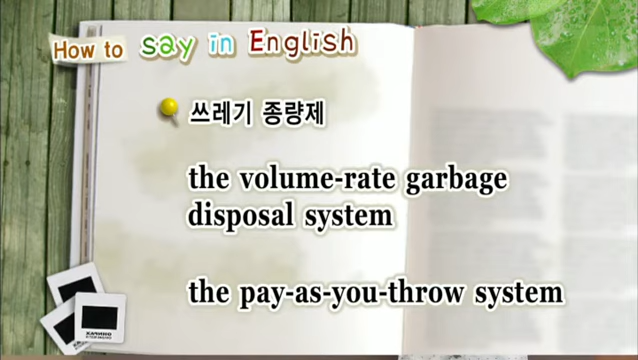 How to say in English
쓰레기 종량제
the volume-rate garbage
disposal system
the pay-as-you-throw system